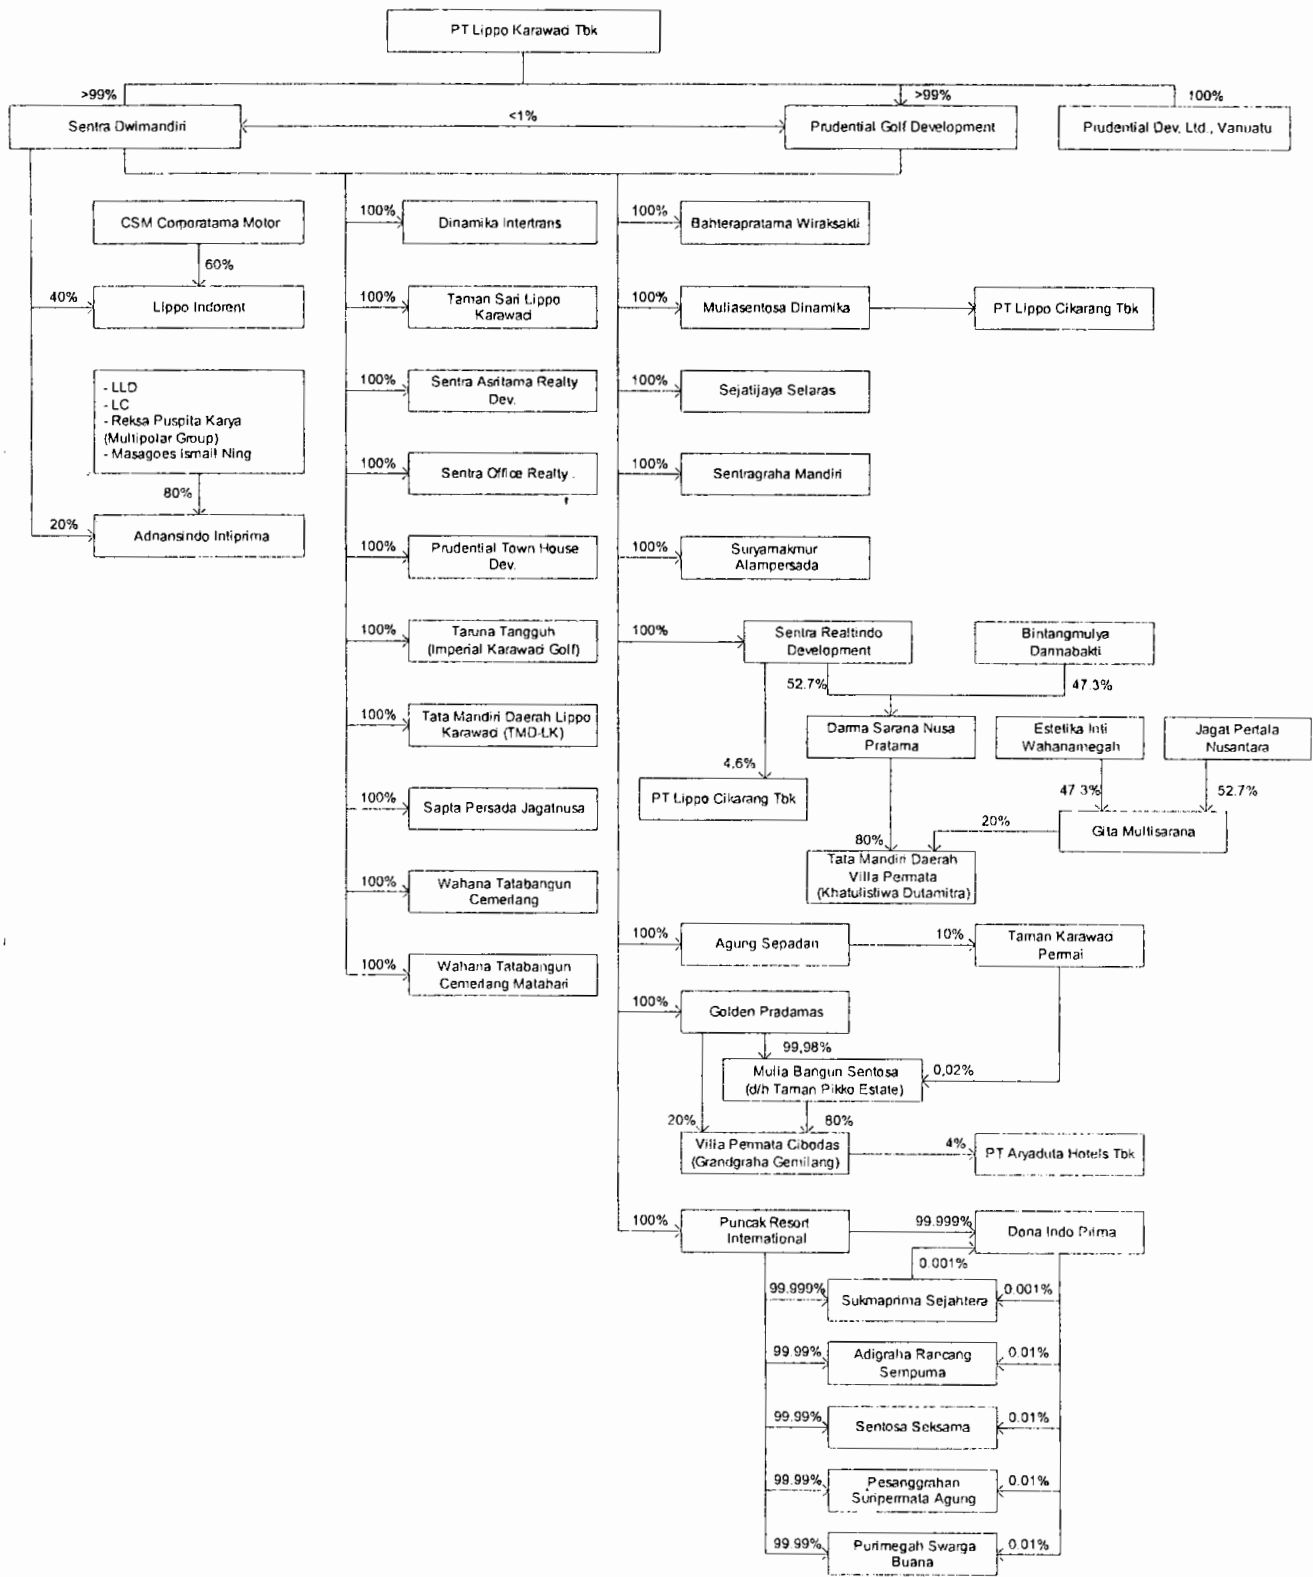 PT Lippo Karawaci Tbk
>99%
>99%
100%
Sentra Dwimandiri
<1%
Prudential Golf Development
Prudential Dev. Ltd., Vanuatu
CSM Corporatama Motor
100%
Dinamika Intertrans
100%
Bahterapratama Wiraksakti
60%
40%
Lippo Indorent
100%
Taman Sari Lippo
Karawaci
100%
Muliasentosa Dinamika
PT Lippo Cikarang Tbk
- LLD
- LC
- Reksa Puspita Karya
(Multipolar Group)
- Masagoes Ismail Ning
100%
Sentra Asritama Realty
Dev.
100%
Sejatijaya Selaras
100%
Sentra Office Realty
100%
Sentragraha Mandiri
80%
20%
Adnansindo Intiprima
100%
Prudential Town House
Dev.
100%
Suryamakmur
Alampersada
100%
Taruna Tangguh
(Imperial Karawaci Golf)
100%
Sentra Realtindo
Development
Bintangmulya
Darmabakti
52.7%
47.3%
100%
Tata Mandiri Daerah Lippo
Karawaci (TMD-LK)
Darma Sarana Nusa
Pratama
Estetika Inti
Wahanamegah
Jagat Pertala
Nusantara
4,6%
47.3%
52.7%
100%
Sapta Persada Jagatnusa
PT Lippo Cikarang Tbk
20%
Gita Multisarana
80%
Tata Mandiri Daerah
Villa Permata
(Khatulistiwa Dutamitra)
100%
Wahana Tatabangun
Cemerlang
100%
Agung Sepadan
10%
Taman Karawaci
Permai
100%
Wahana Tatabangun
Cemerlang Matahari
100%
Golden Pradamas
99,98%
Mulia Bangun Sentosa
(d/h Taman Pikko Estate)
0,02%
20%
80%
Villa Permata Cibodas
(Grandgraha Gemilang)
4%
PT Aryaduta Hotels Tbk
100%
Puncak Resort
International
99.999%
Dona Indo Prima
0.001%
99.999%
Sukmaprima Sejahtera
0.001%
99.99%
Adigraha Rancang
Sempurna
0.01%
99.99%
Sentosa Seksama
0.01%
99.99%
Pesanggrahan
Suripermata Agung
0.01%
99.99%
Purimegah Swarga
Buana
0.01%